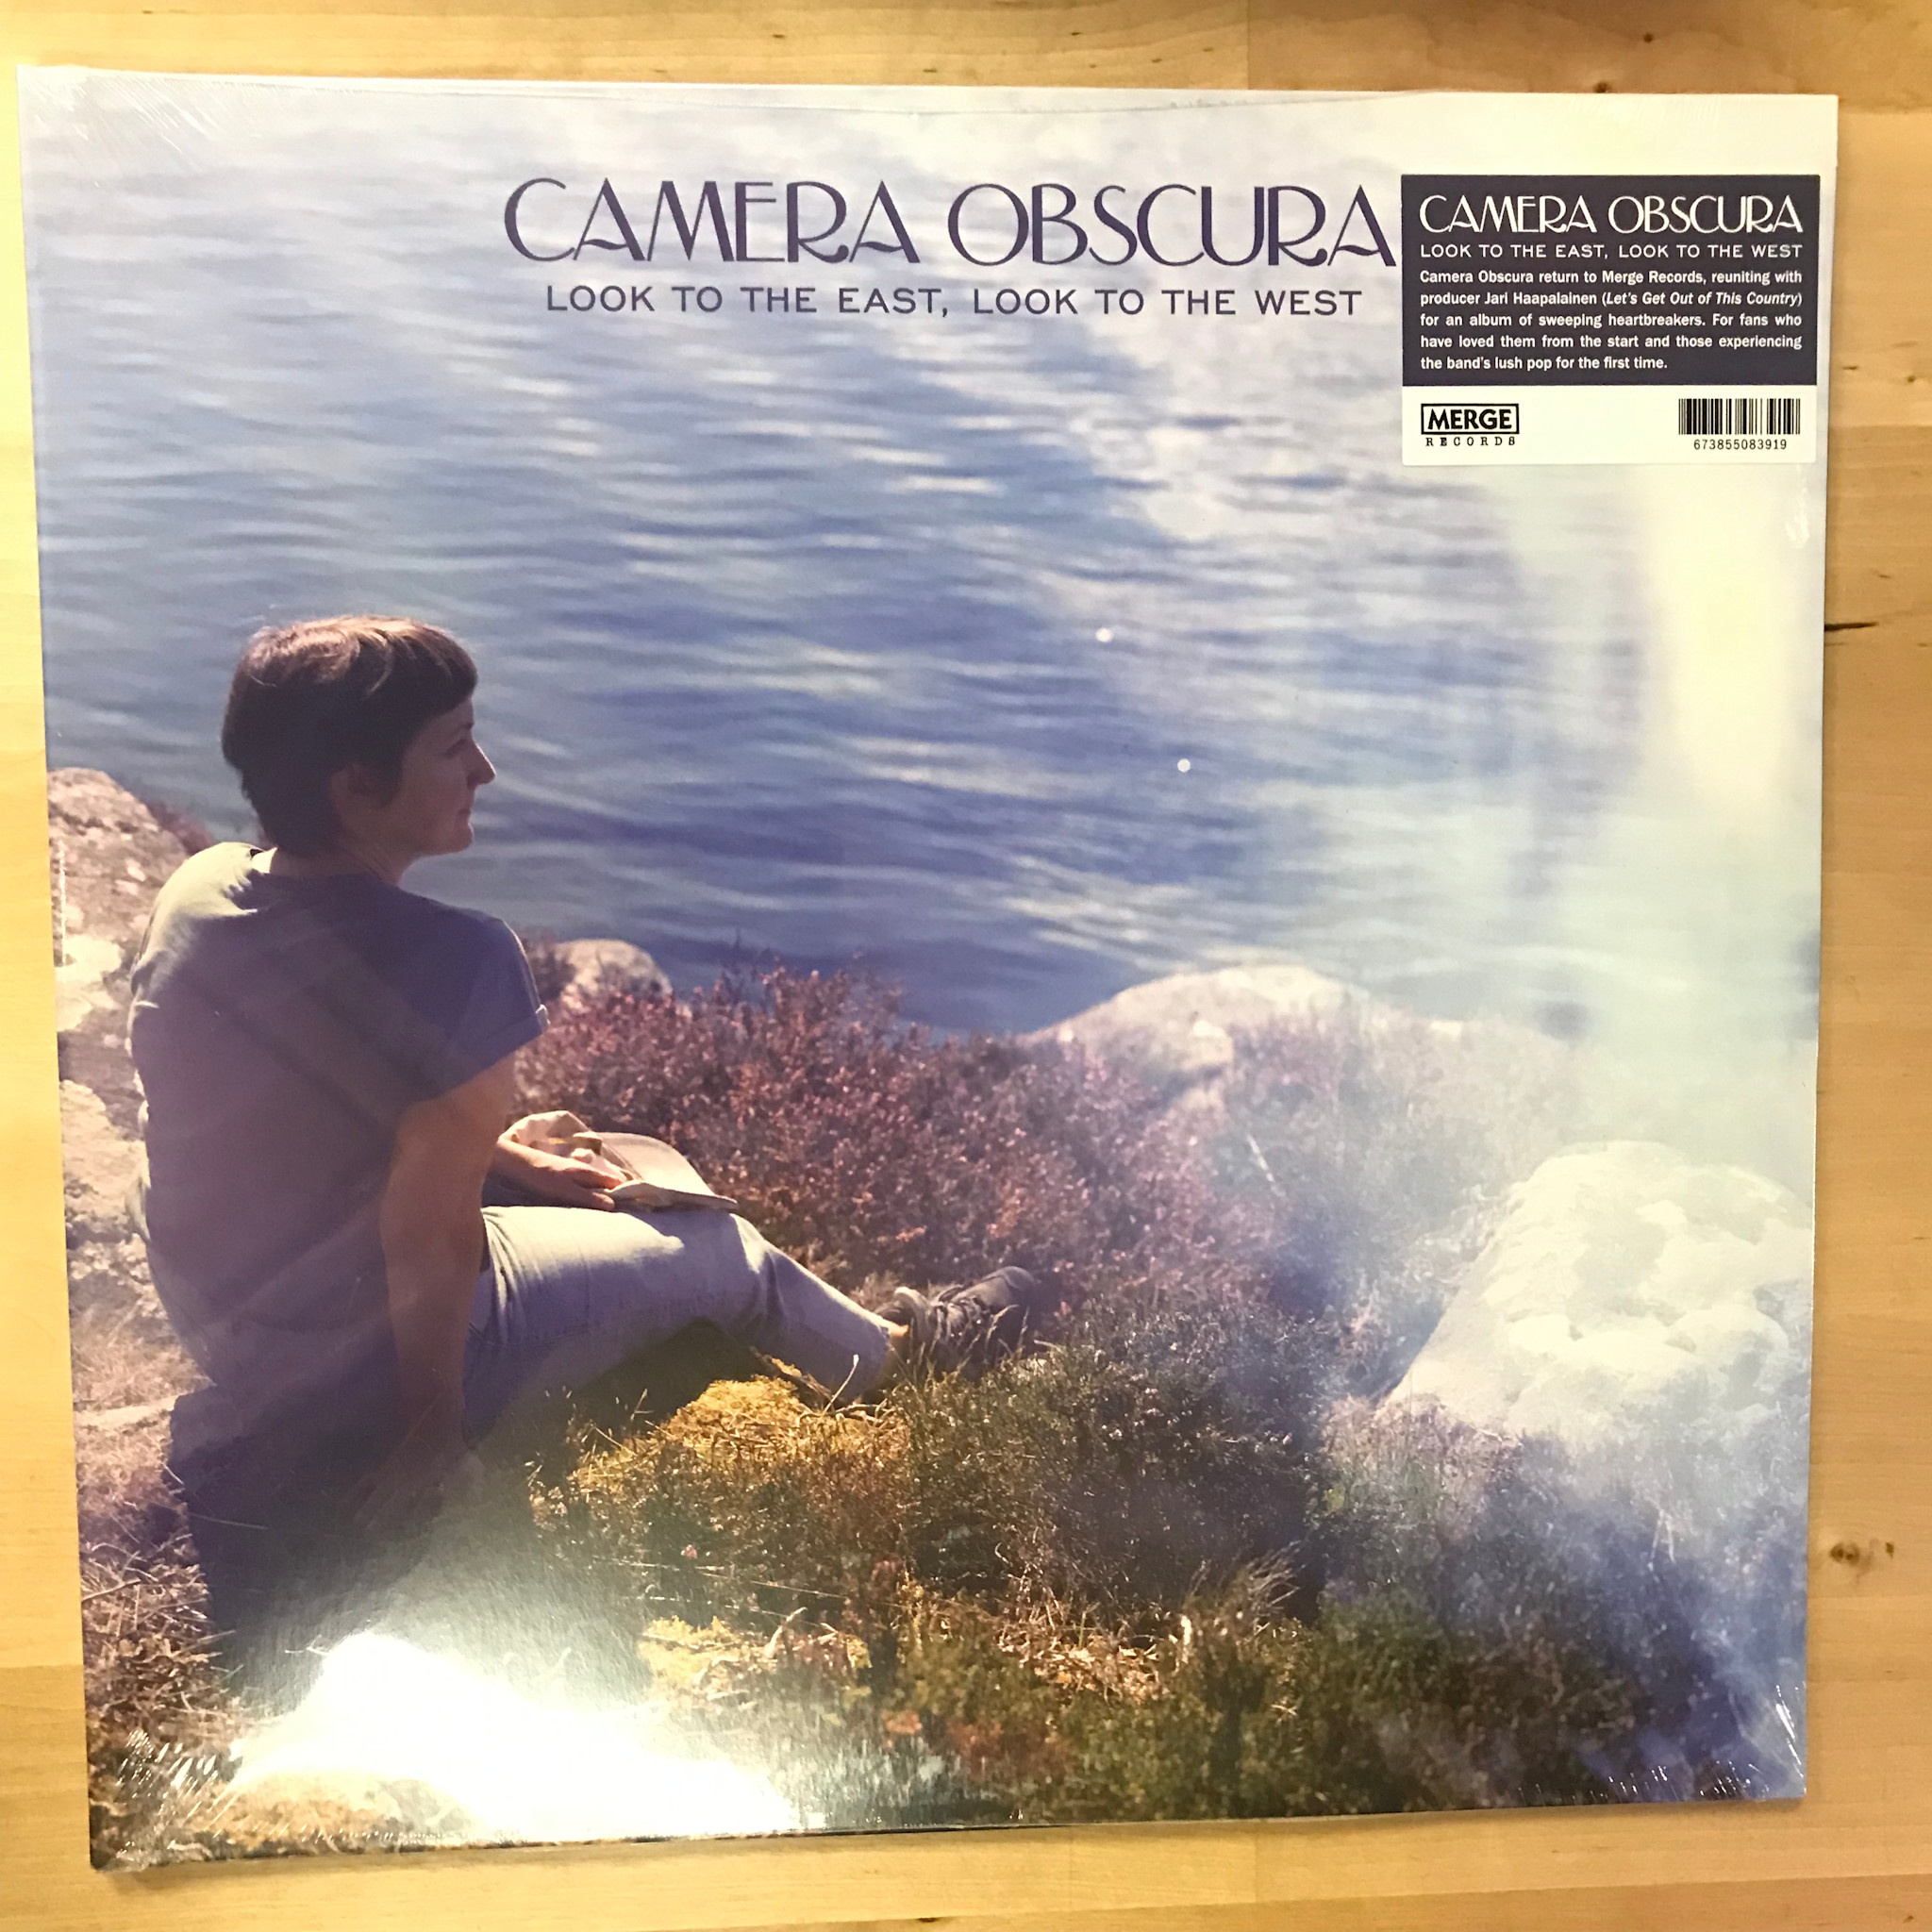 CAMERA OBSCURA
LOOK TO THE EAST, LOOK TO THE WEST
CAMERA OBSCURA
LOOK TO THE EAST, LOOK TO THE WEST
Camera Obscura return to Merge Records, reuniting with
producer Jari Haapalainen (Let's Get Out of This Country)
for an album of sweeping heartbreakers. For fans who
have loved them from the start and those experiencing
the band's lush pop for the first time.
MERGE
RECORDS
673855083919